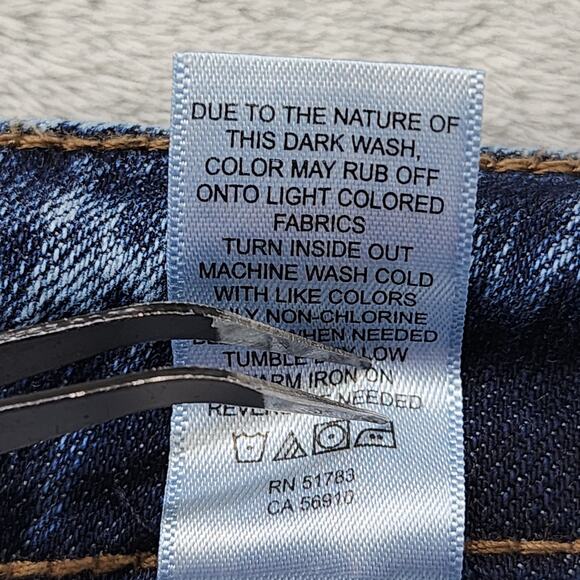 DUE TO THE NATURE OF
THIS DARK WASH,
COLOR MAY RUB OFF
ONTO LIGHT COLORED
FABRICS
TURN INSIDE OUT
MACHINE WASH COLD
WITH LIKE COLORS
NON-CHLORINE
WHEN NEEDED
TUMBLE LOW
IRON ON
NEEDED
RN 51783
CA 56910